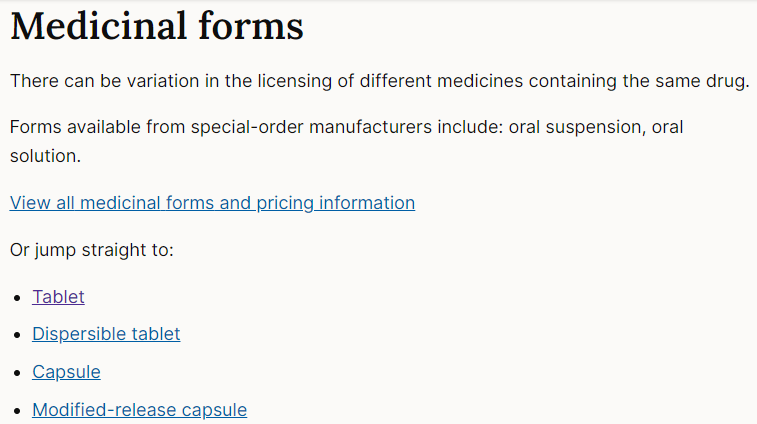 Medicinal forms
There can be variation in the licensing of different medicines containing the same drug.
Forms available from special-order manufacturers include: oral suspension, oral
solution.
View all medicinal forms and pricing information
Or jump straight to:
• Tablet
• Dispersible tablet
• Capsule
• Modified-release capsule